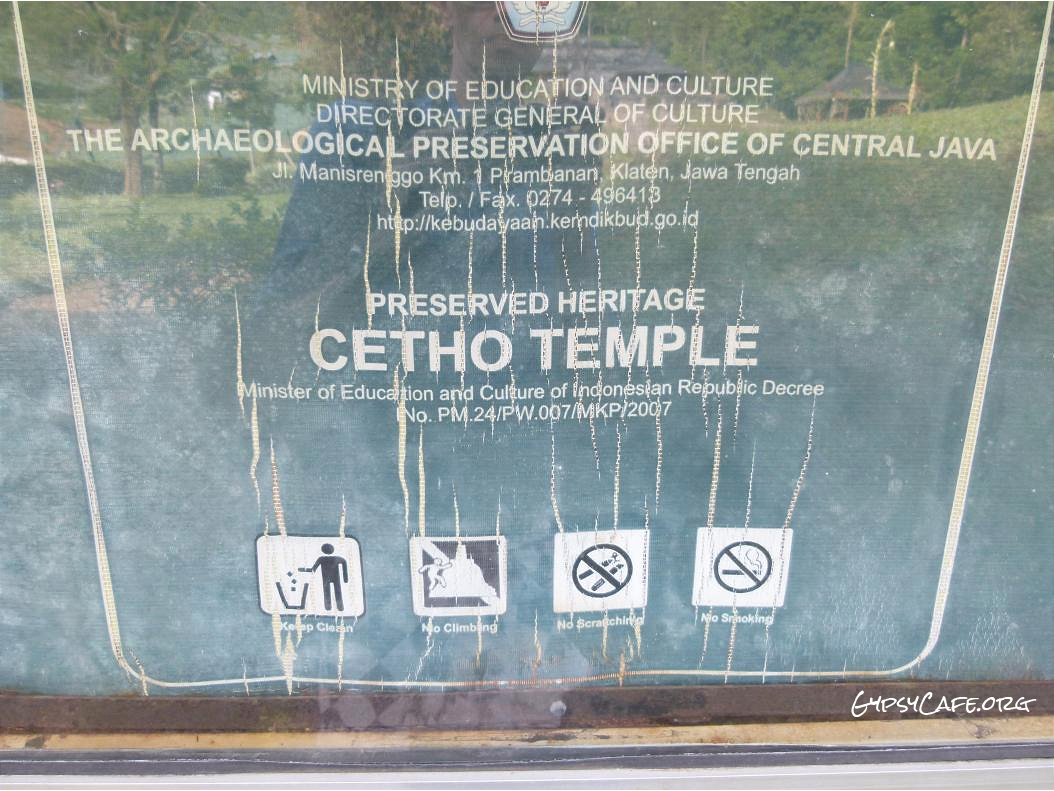 MINISTRY OF EDUCATION AND CULTURE
DIRECTORATE GENERAL OF CULTURE
THE ARCHAEOLOGICAL PRESERVATION OFFICE OF CENTRAL JAVA
Jl. Manisrenggo Km. 1 Prambanan, Klaten, Jawa Tengah
Telp. / Fax. 0274 - 496413
http://kebudayaan.kemdikbud.go.id
PRESERVED HERITAGE
CETHO TEMPLE
Minister of Education and Culture of Indonesian Republic Decree
No. PM.24/PW.007/MKP/2007
Keep Clean No Climbing No Scratching No Smoking
GypsyCafe.org